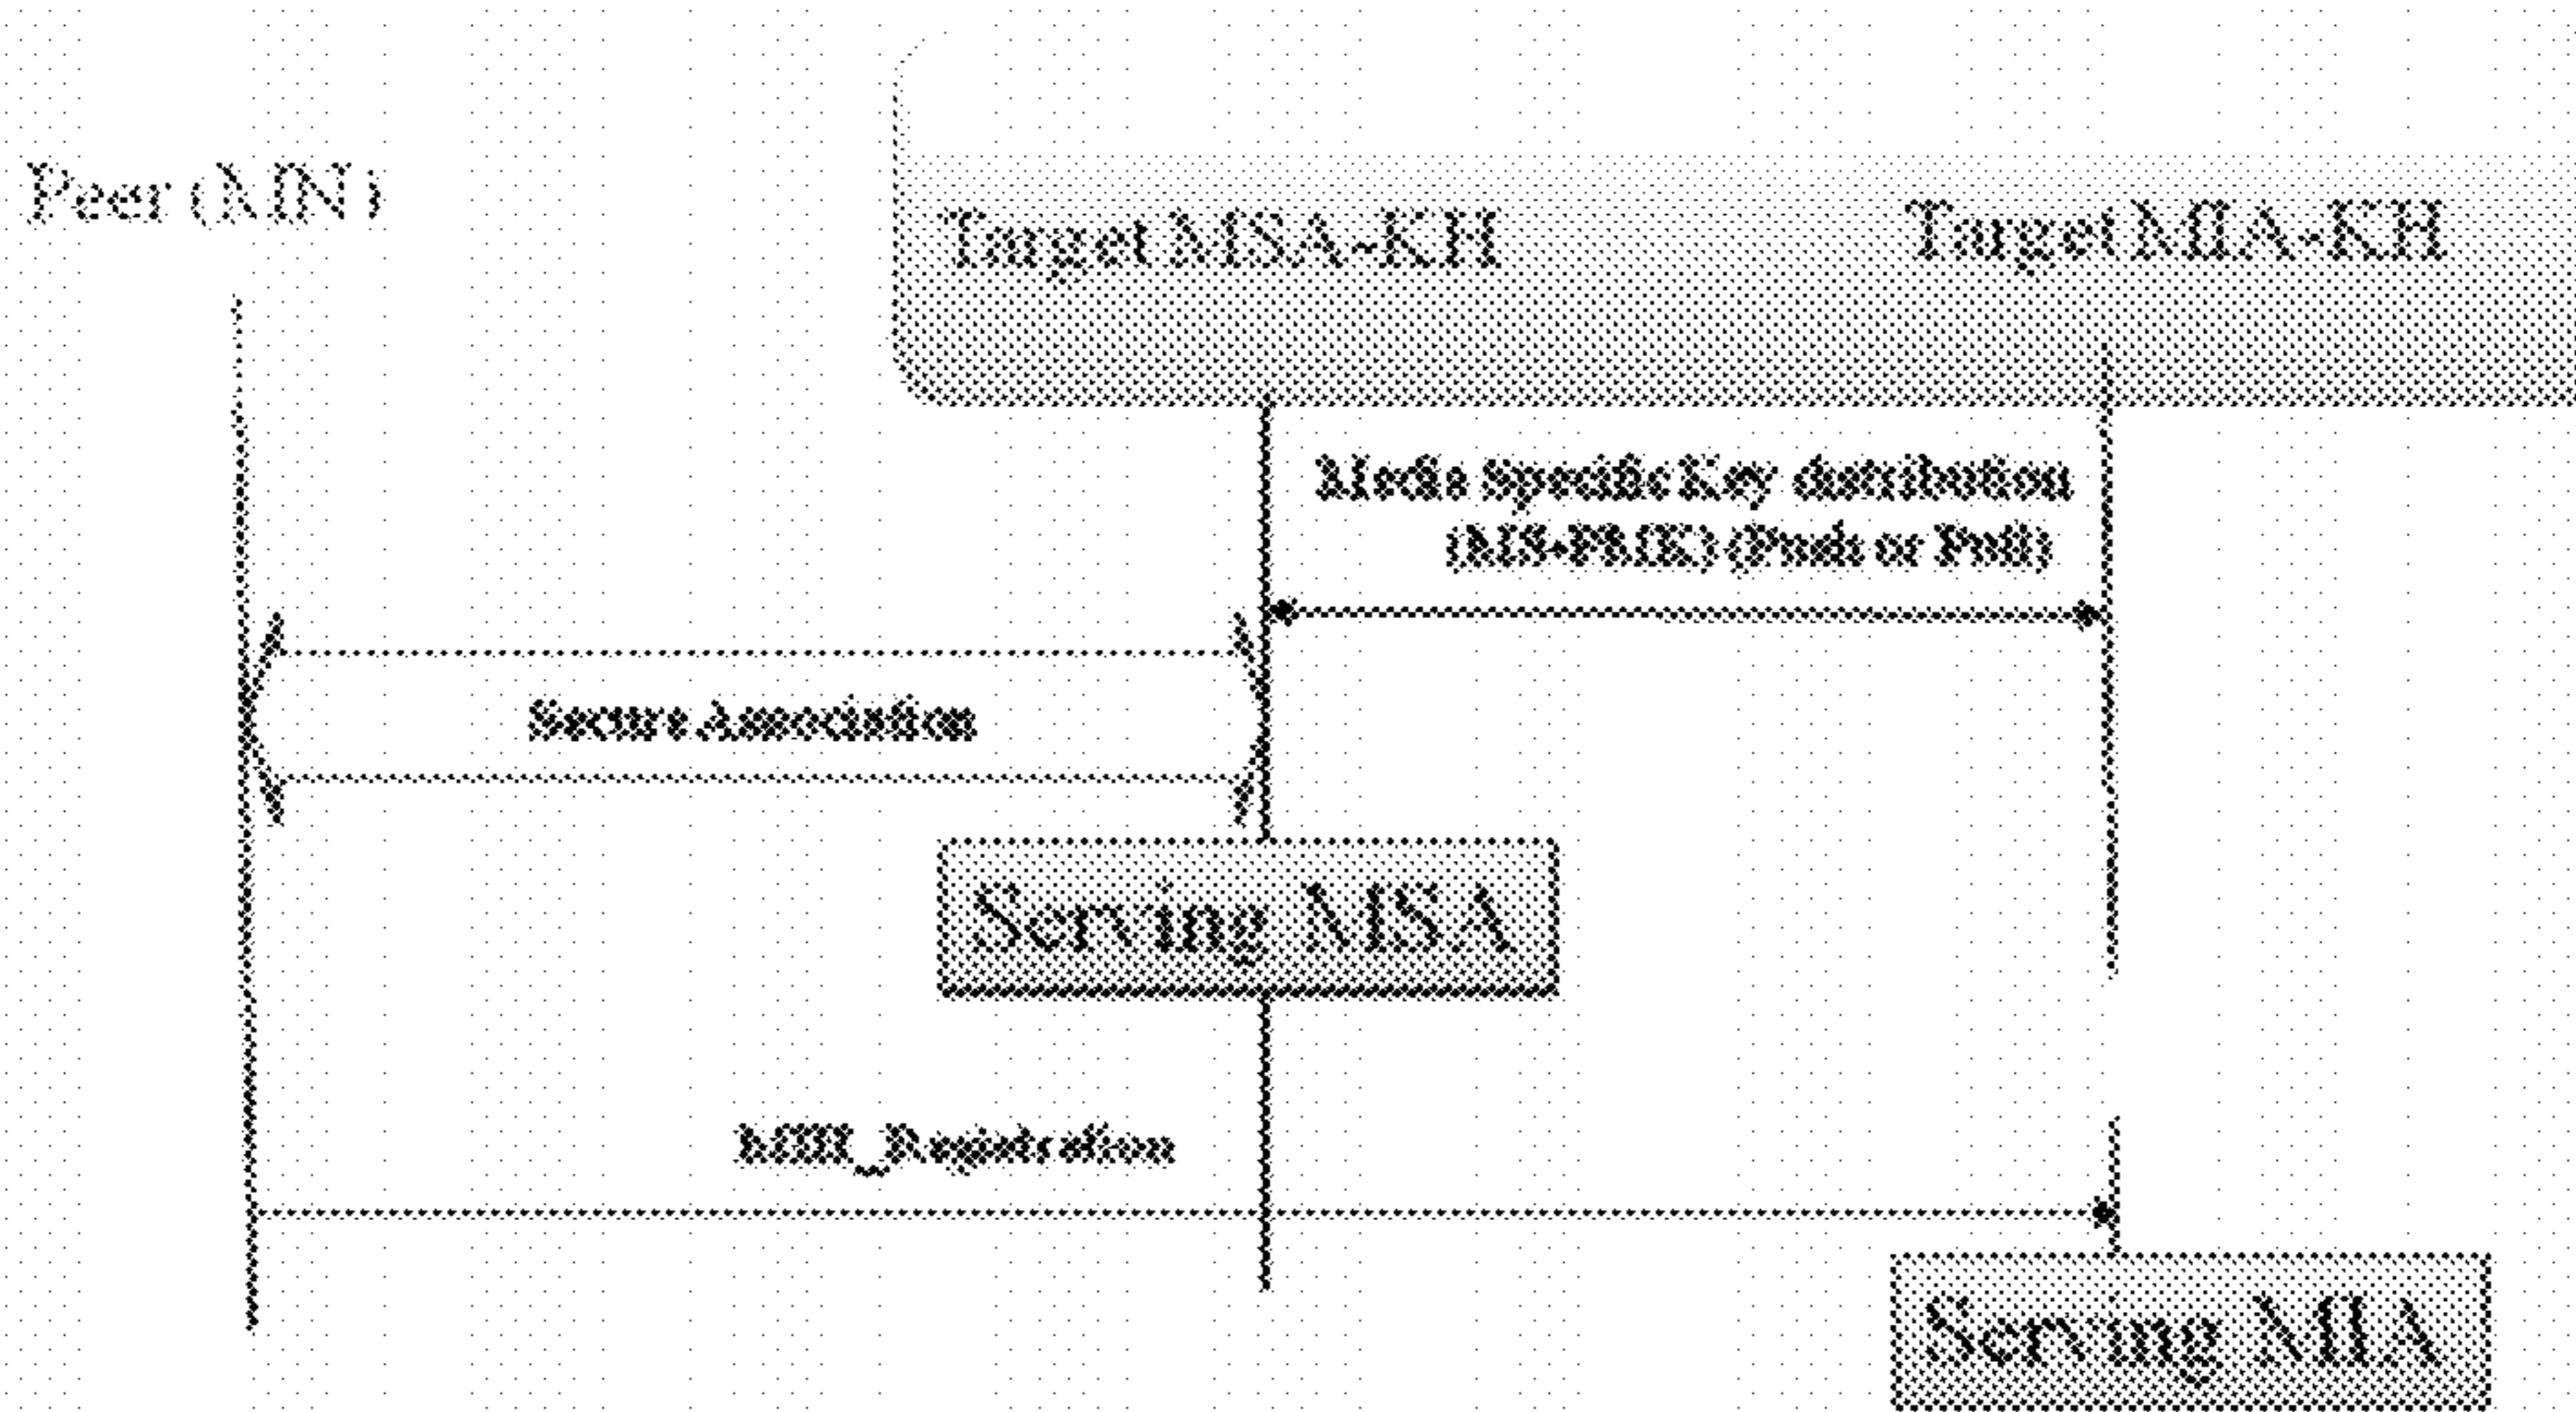 Peer (MN)
Target MSA-KH
Target MIA-KH
Media Specific Key distribution
(MS-PMK) (Push or Pull)
Secure Association
Serving MSA
MIH_Registration
Serving MIA